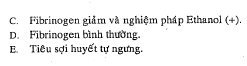 C. Fibrinogen giảm và nghiệm pháp Ethanol (+).
D. Fibrinogen bình thường.
E. Tiêu sợi huyết tự ngưng.